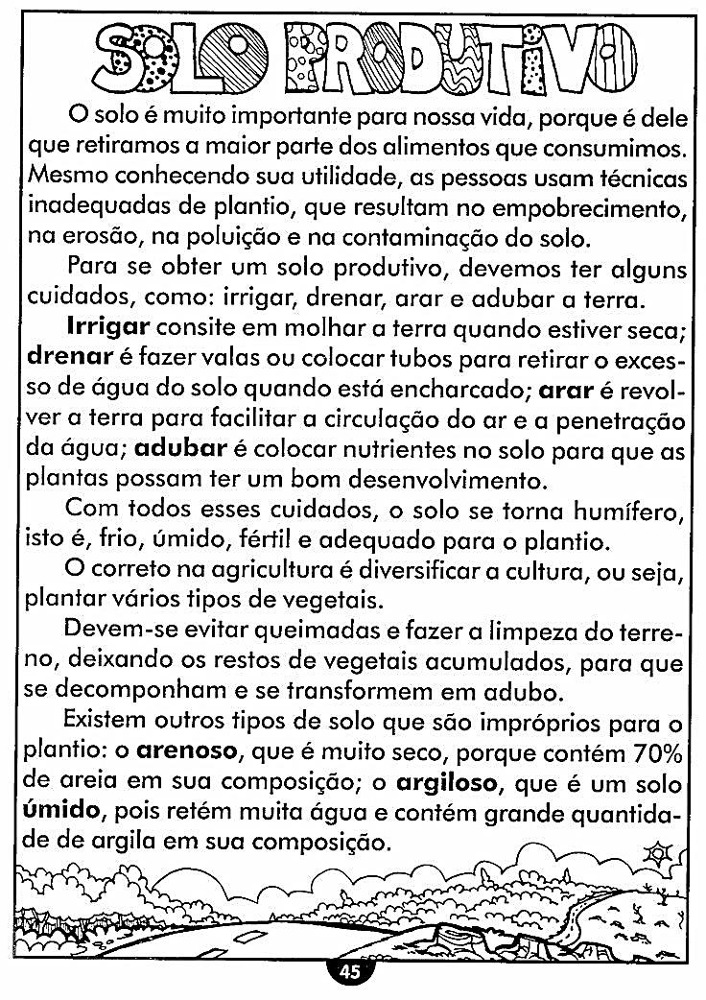 SOLO PRODUTIVO
O solo é muito importante para nossa vida, porque é dele
que retiramos a maior parte dos alimentos que consumimos.
Mesmo conhecendo sua utilidade, as pessoas usam técnicas
inadequadas de plantio, que resultam no empobrecimento,
na erosão, na poluição e na contaminação do solo.
Para se obter um solo produtivo, devemos ter alguns
cuidados, como: irrigar, drenar, arar e adubar a terra.
Irrigar consite em molhar a terra quando estiver seca;
drenar é fazer valas ou colocar tubos para retirar o exces-
so de água do solo quando está encharcado; arar é revol-
ver a terra para facilitar a circulação do ar e a penetração
da água; adubar é colocar nutrientes no solo para que as
plantas possam ter um bom desenvolvimento.
Com todos esses cuidados, o solo se torna humífero,
isto é, frio, úmido, fértil e adequado para o plantio.
O correto na agricultura é diversificar a cultura, ou seja,
plantar vários tipos de vegetais.
Devem-se evitar queimadas e fazer a limpeza do terre-
no, deixando os restos de vegetais acumulados, para que
se decomponham e se transformem em adubo.
Existem outros tipos de solo que são impróprios para o
plantio: o arenoso, que é muito seco, porque contém 70%
de areia em sua composição; o argiloso, que é um solo
úmido, pois retém muita água e contém grande quantida-
de de argila em sua composição.
45